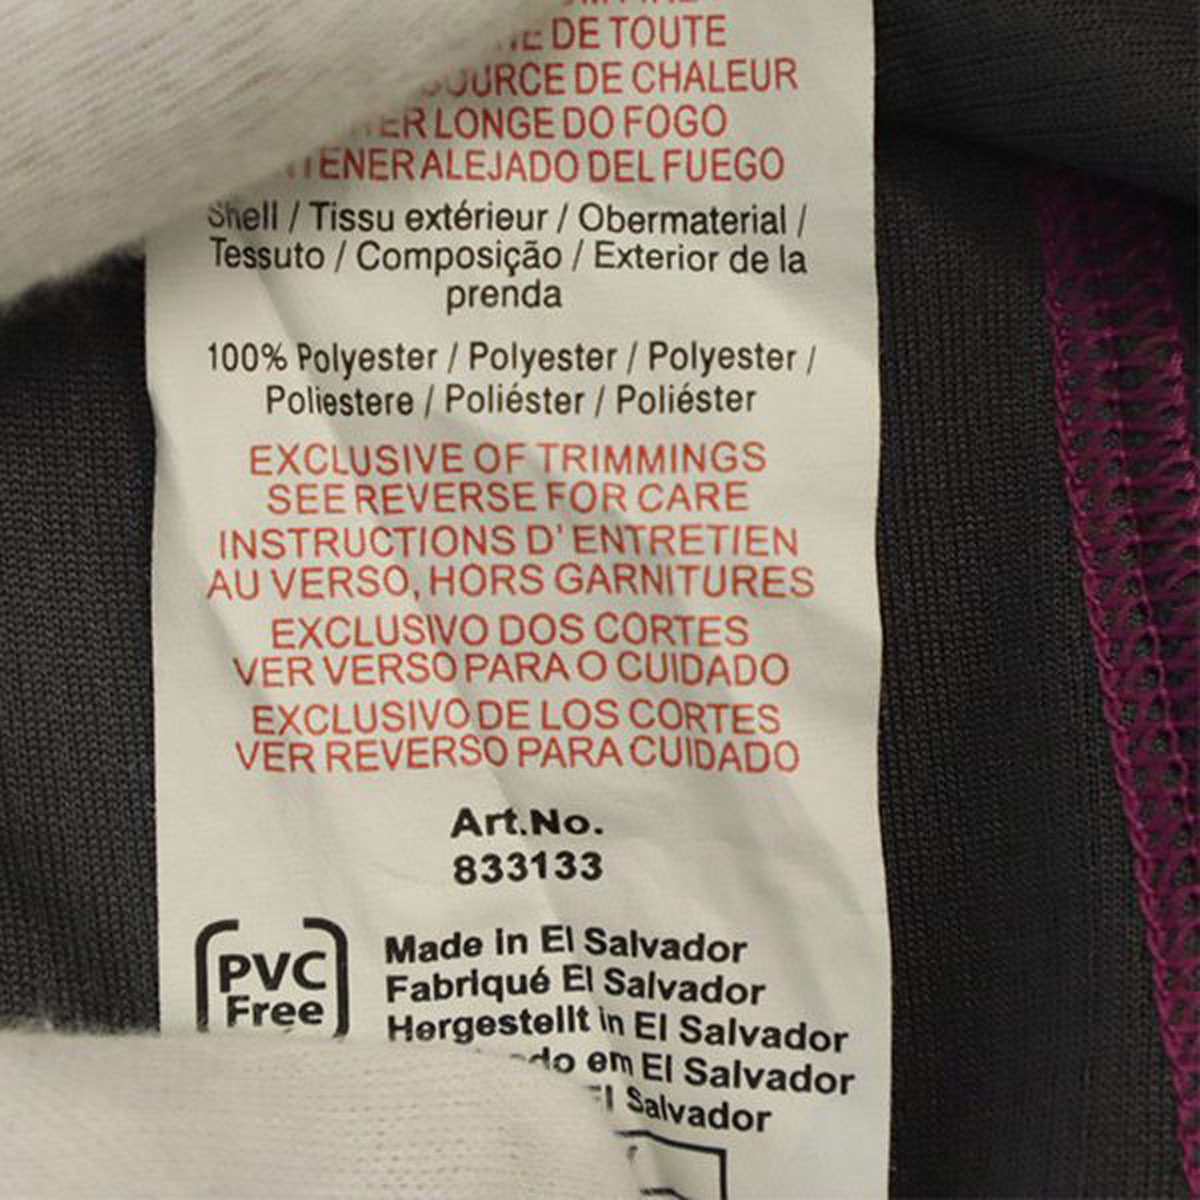 DE TOUTE
SOURCE DE CHALEUR
LONGE DO FOGO
ALEJADO DEL FUEGO
Shell / Tissu extérieur / Obermaterial /
Tessuto / Composição / Exterior de la
prenda
100% Polyester / Polyester / Polyester /
Poliestere / Poliéster / Poliéster
EXCLUSIVE OF TRIMMINGS
SEE REVERSE FOR CARE
INSTRUCTIONS D' ENTRETIEN
AU VERSO, HORS GARNITURES
EXCLUSIVO DOS CORTES
VER VERSO PARA O CUIDADO
EXCLUSIVO DE LOS CORTES
VER REVERSO PARA CUIDADO
Art.No.
833133
PVC
Free
Made in El Salvador
Fabriqué El Salvador
Hergestellt in El Salvador
em El Salvador
El Salvador